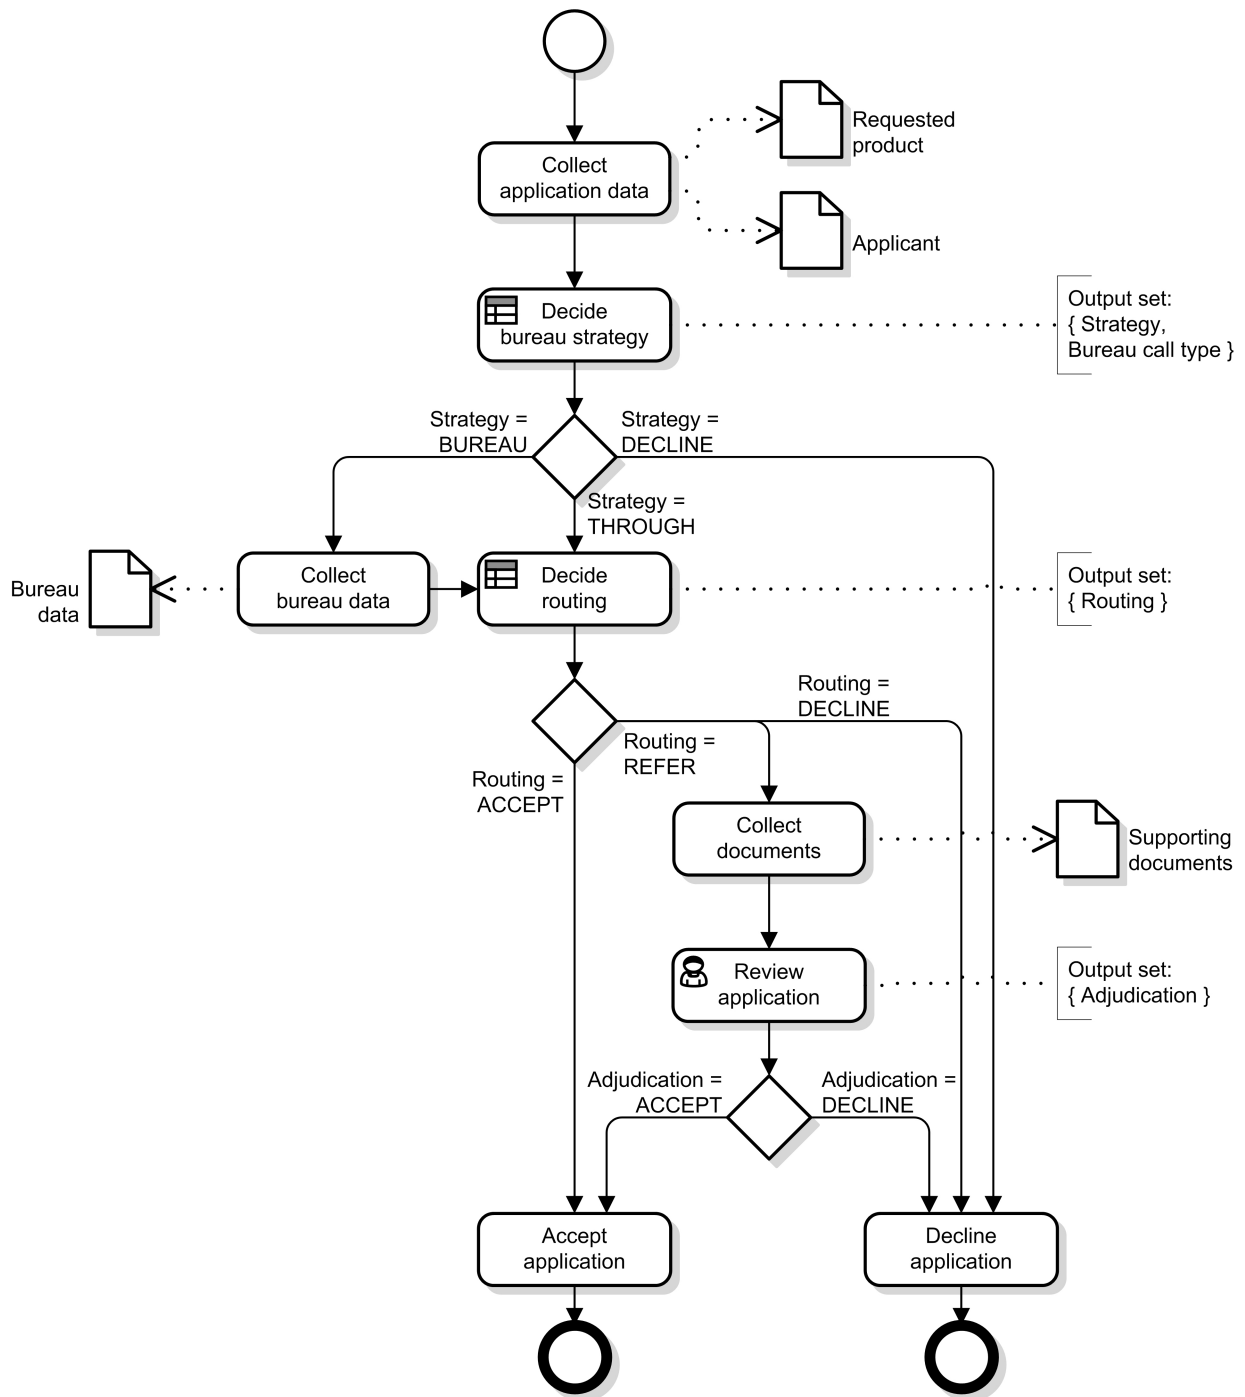 Requested
product
Collect
application data
Applicant
Decide
bureau strategy
Output set:
{ Strategy,
Bureau call type }
Strategy =
BUREAU
Strategy =
DECLINE
Strategy =
THROUGH
Bureau
data
Collect
bureau data
Decide
routing
Output set:
{ Routing }
Routing =
DECLINE
Routing =
REFER
Routing =
ACCEPT
Collect
documents
Supporting
documents
Review
application
Output set:
{ Adjudication }
Adjudication =
ACCEPT
Adjudication =
DECLINE
Accept
application
Decline
application